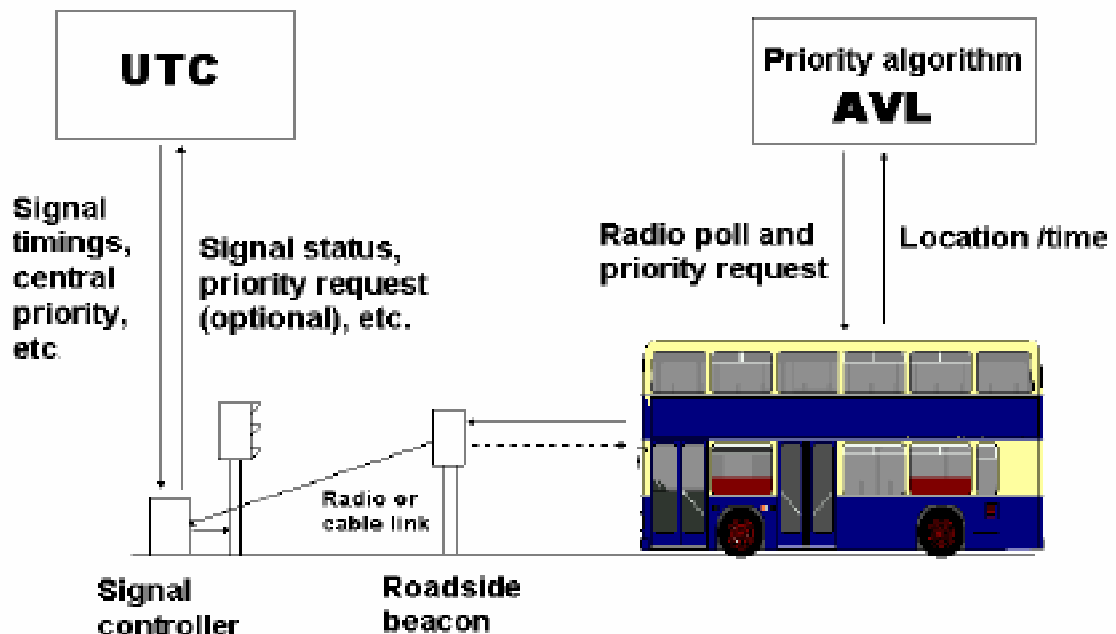 UTC
Priority algorithm
AVL
Signal
timings,
central
priority,
etc.
Signal status,
priority request
(optional), etc.
Radio poll and
priority request
Location /time
Radio or
cable link
Signal
controller
Roadside
beacon